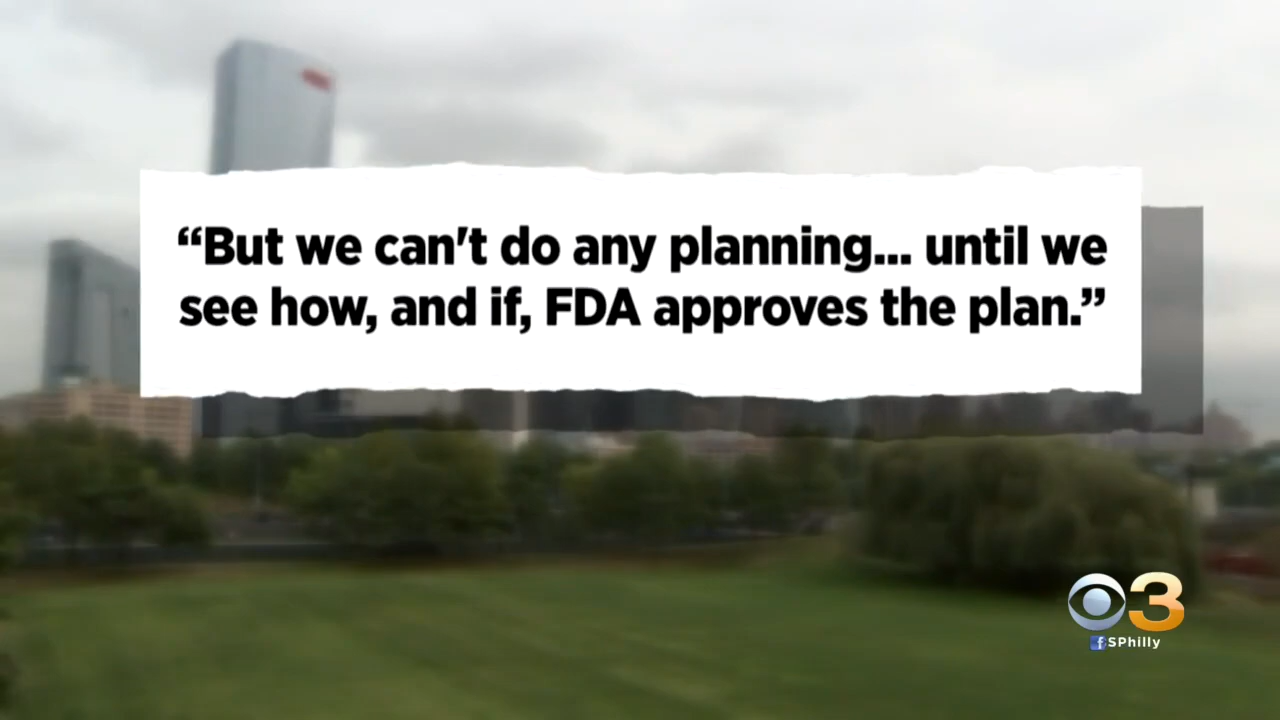 “But we can't do any planning... until we
see how, and if, FDA approves the plan.”
3
f SPhilly